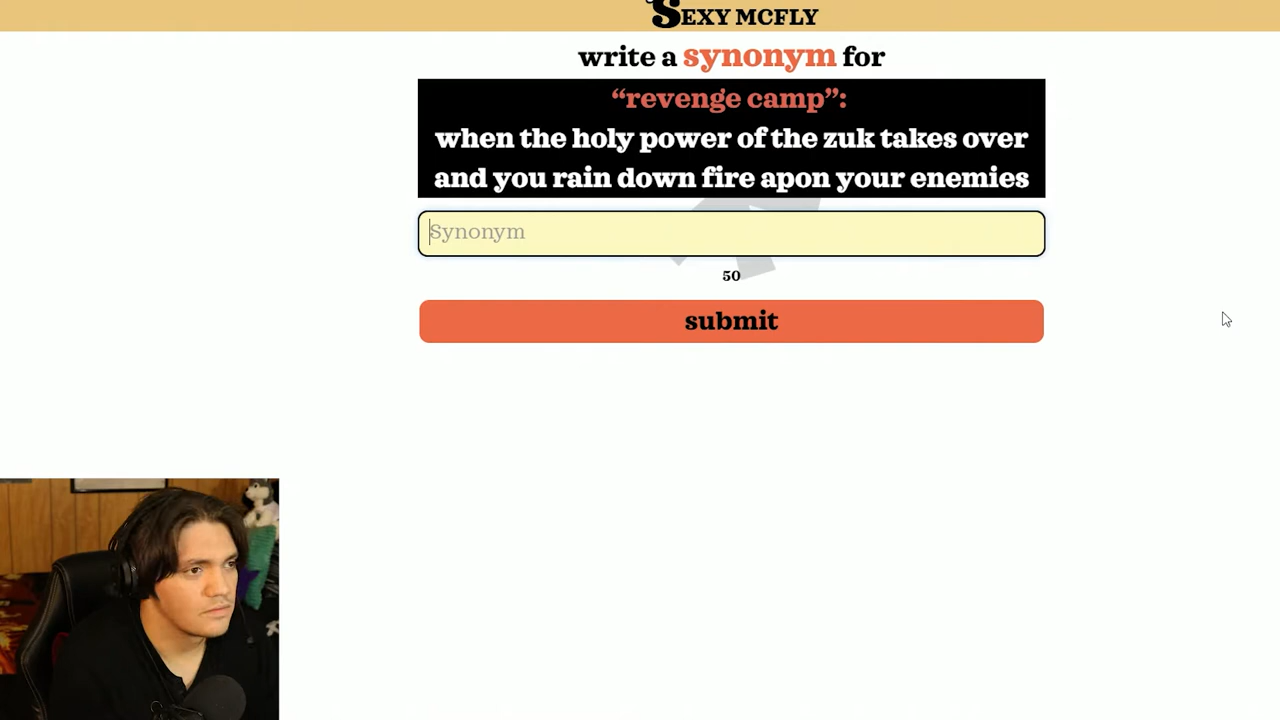 SEXY MCFLY
write a synonym for
“revenge camp”:
when the holy power of the zuk takes over
and you rain down fire apon your enemies
Synonym
50
submit